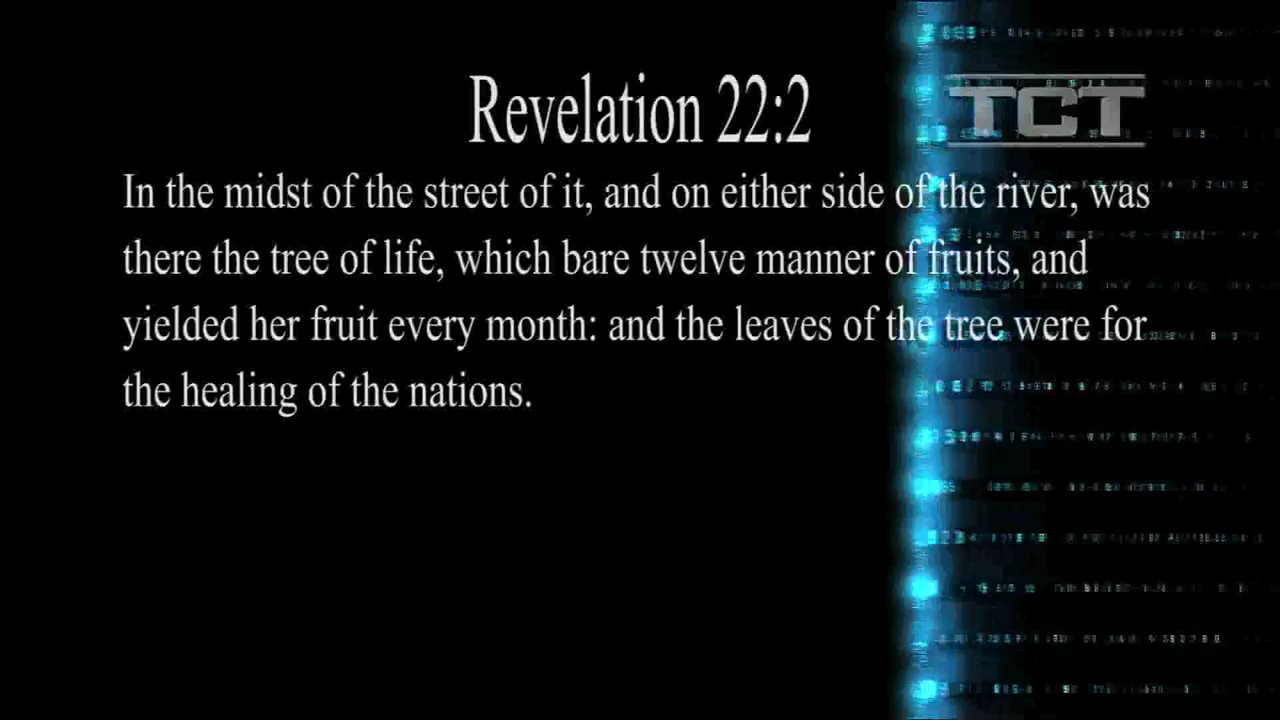 Revelation 22:2
TCT
In the midst of the street of it, and on either side of the river, was
there the tree of life, which bare twelve manner of fruits, and
yielded her fruit every month: and the leaves of the tree were for
the healing of the nations.